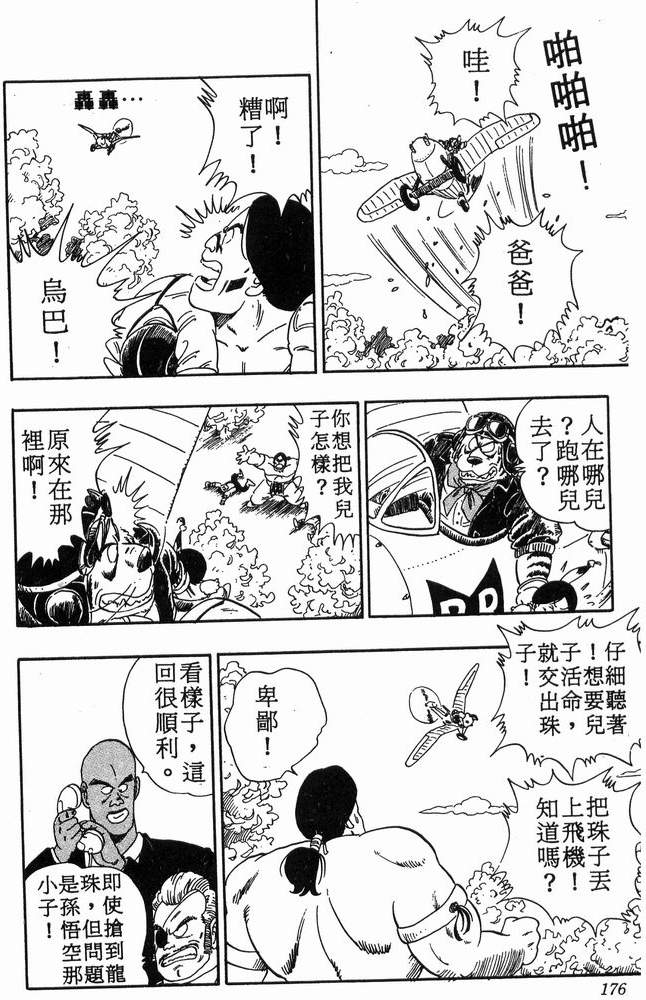 啪啪啪！
哇！
爸爸！
啊！
糟了！
轟轟…
烏巴！
人在哪兒
？跑哪兒
去了？
RR
你想把我兒
子怎樣？
原來在那
裡啊！
仔細聽著
！想要兒
子活命，
就交出珠
子！
把珠子丟
上飛機！
知道嗎？
卑鄙！
看樣子，這
回很順利。
即使搶到龍
珠，但問題
是孫悟空那
小子！
176